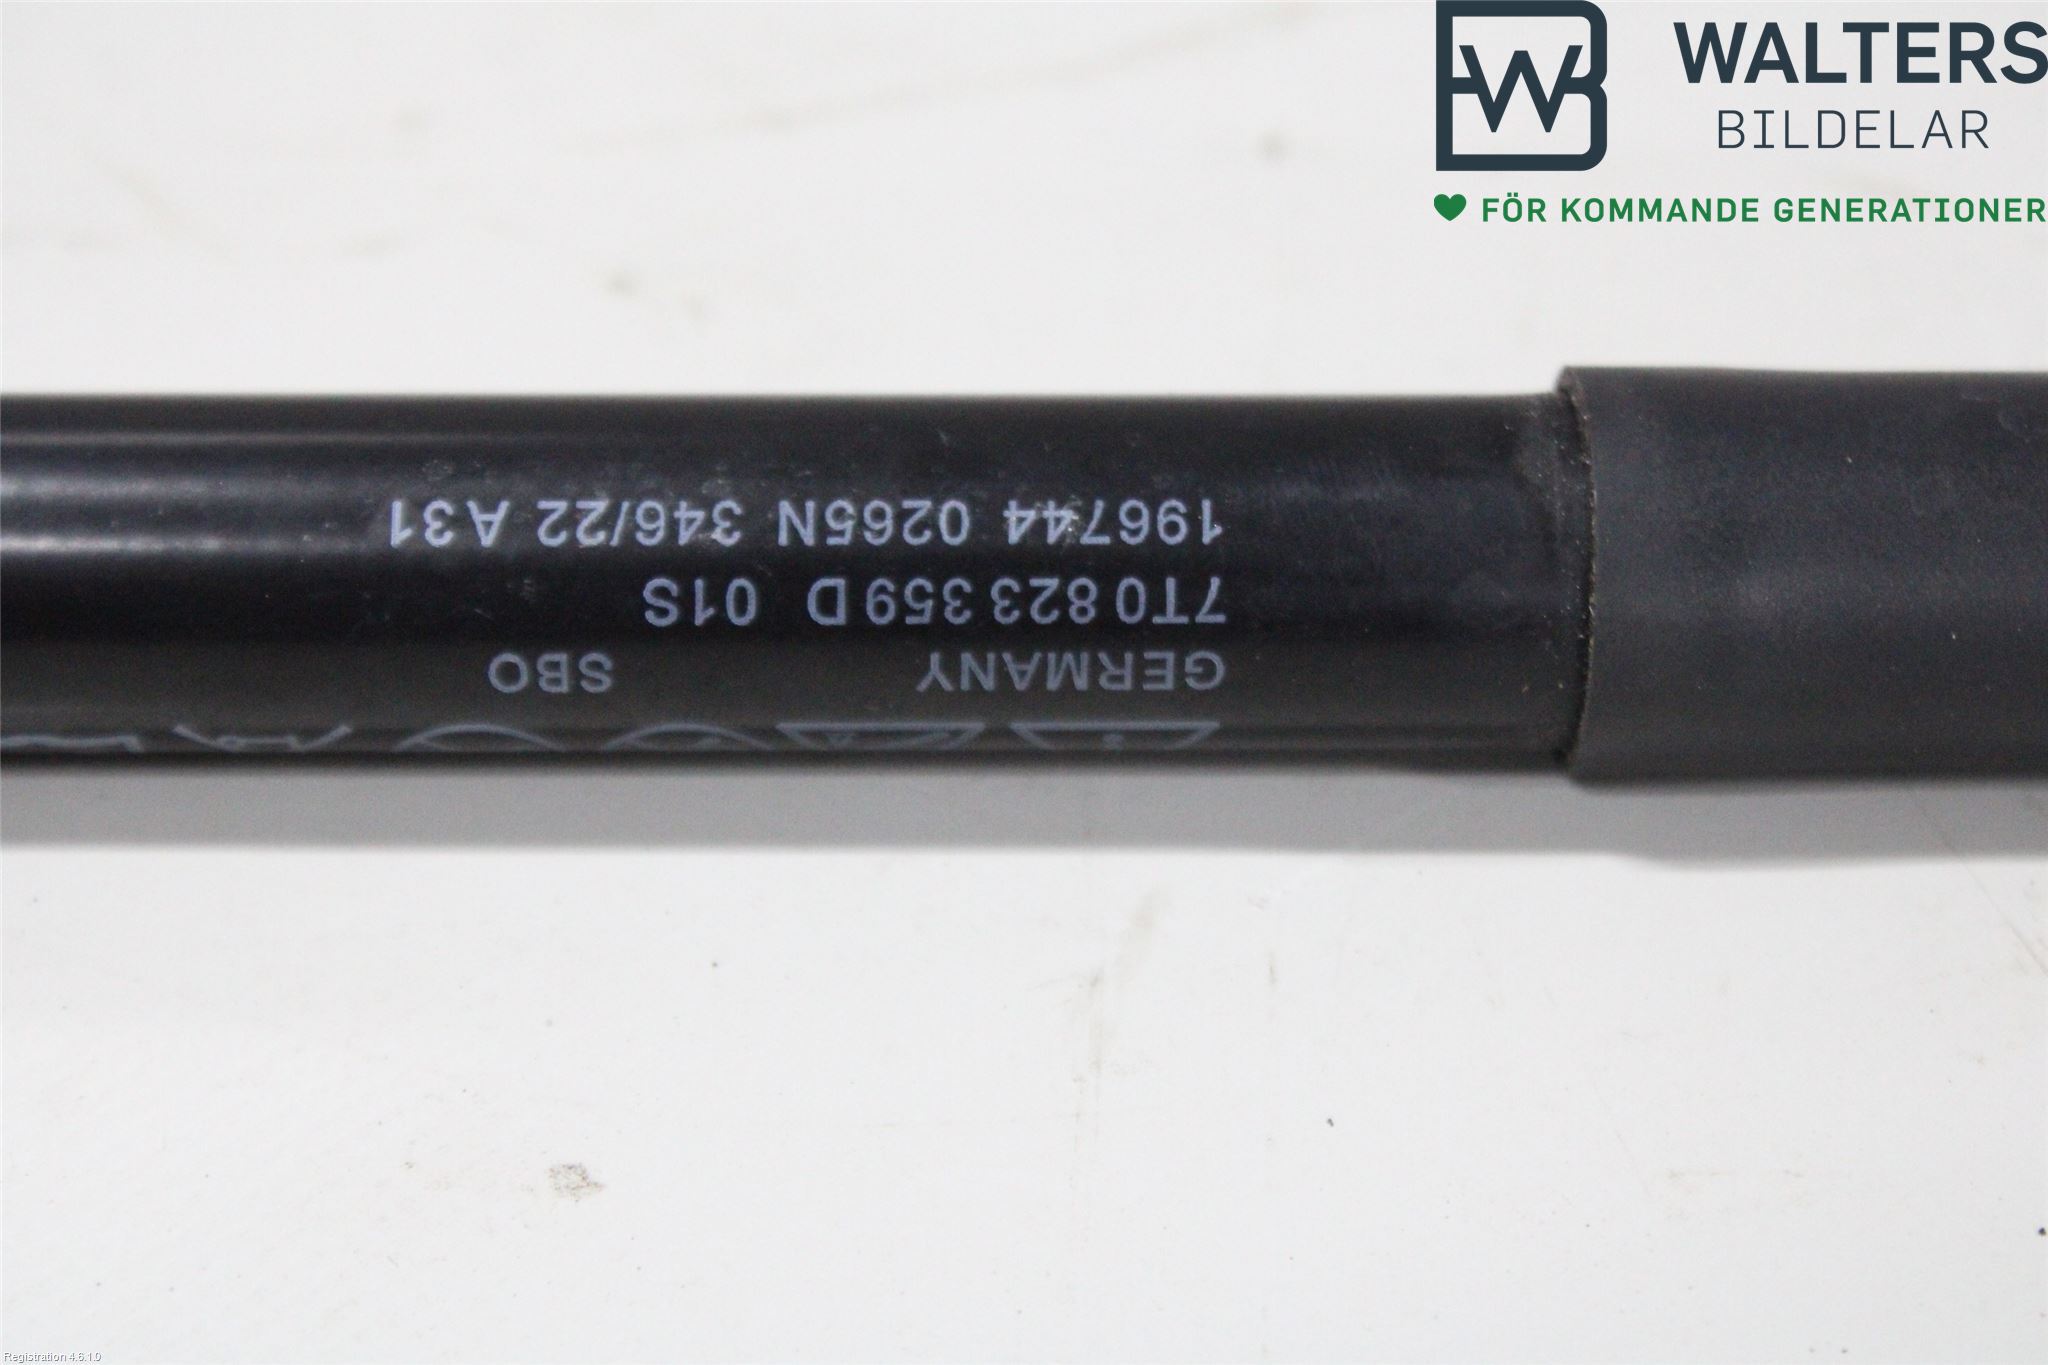 WALTERS
BILDELAR
FÖR KOMMANDE GENERATIONER
GERMANY SBO
7T0 823 359 D 01S
196744 0265N 346/22 A31
Registration 4.6.1.0